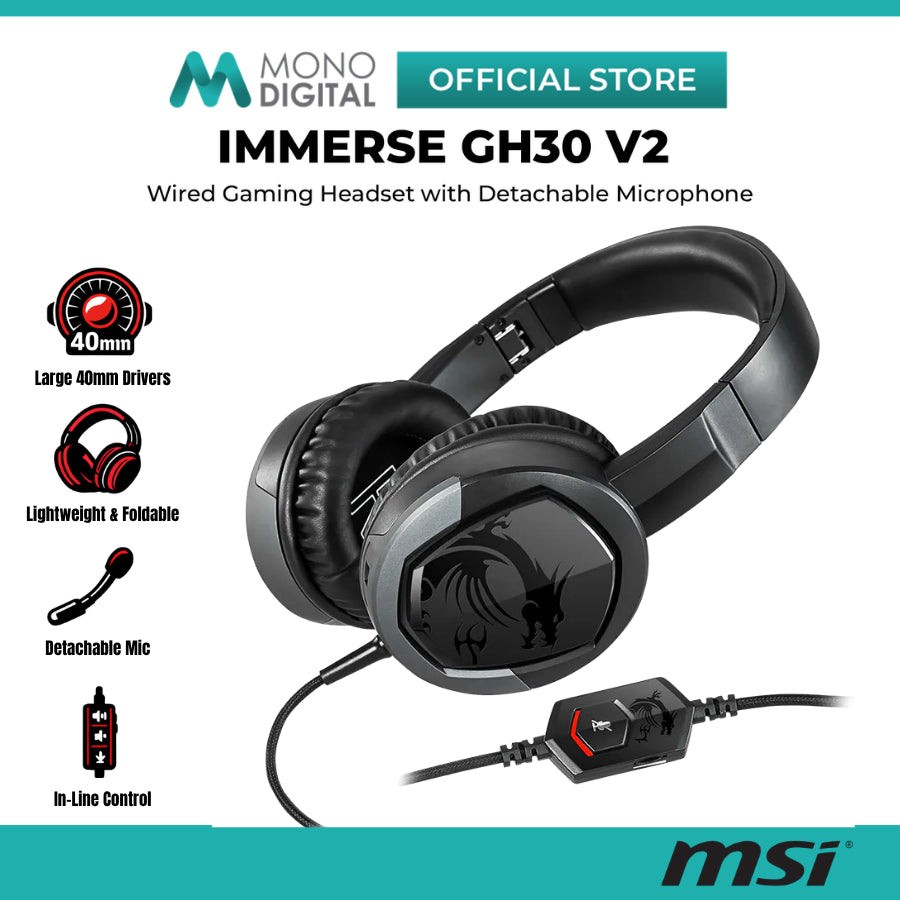 MONO
DIGITAL
OFFICIAL STORE
IMMERSE GH30 V2
Wired Gaming Headset with Detachable Microphone
40mm
Large 40mm Drivers
Lightweight & Foldable
Detachable Mic
In-Line Control
msi®